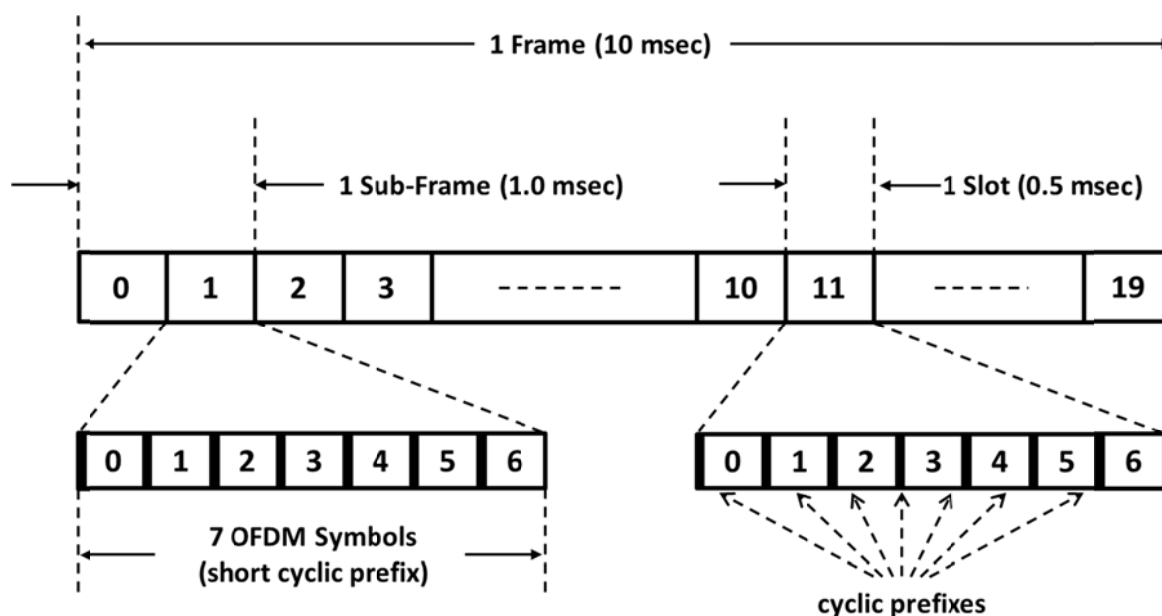 1 Frame (10 msec)
1 Sub-Frame (1.0 msec)
1 Slot (0.5 msec)
0 1 2 3 10 11 19
0 1 2 3 4 5 6
0 1 2 3 4 5 6
7 OFDM Symbols
(short cyclic prefix)
cyclic prefixes